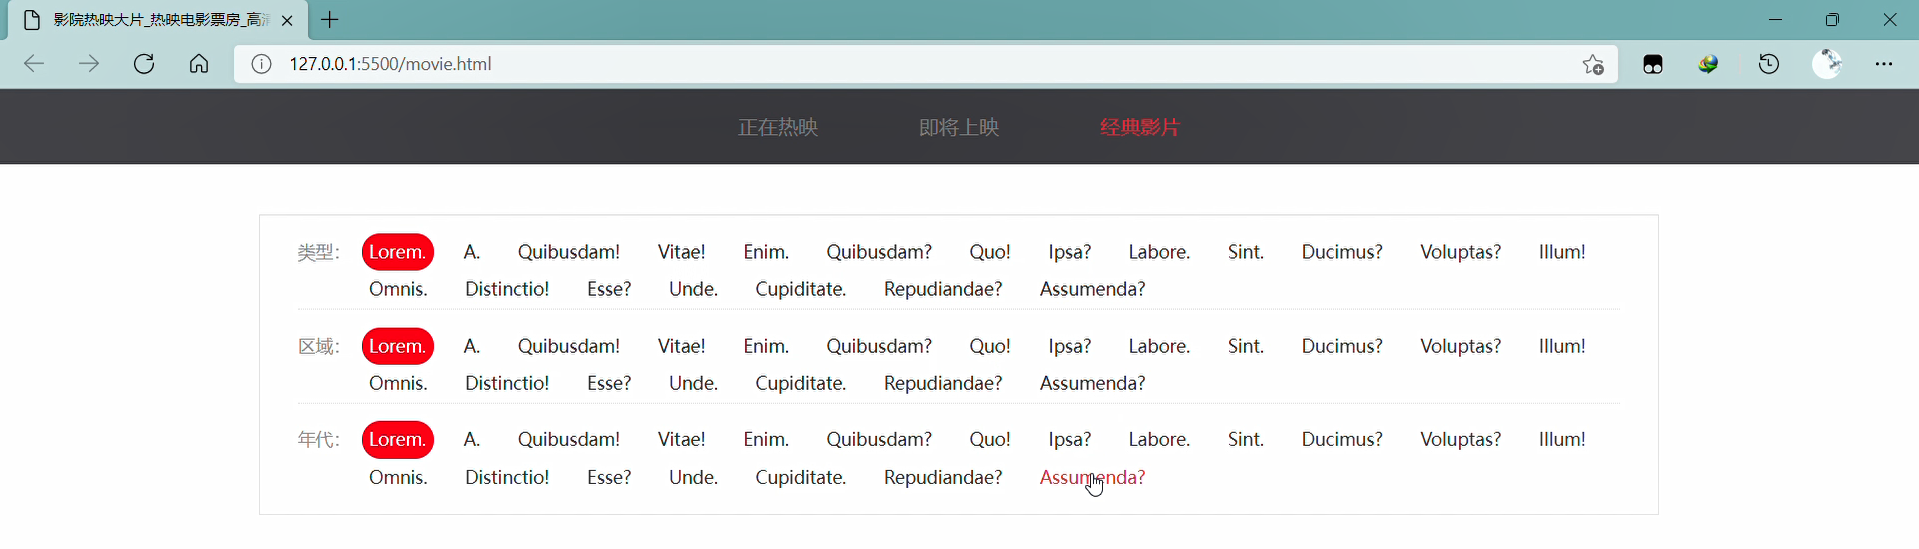 影院热映大片_热映电影票房_高清
127.0.0.1:5500/movie.html
正在热映 即将上映 经典影片
类型: Lorem. A. Quibusdam! Vitae! Enim. Quibusdam? Quo! Ipsa? Labore. Sint. Ducimus? Voluptas? Illum!
Omnis. Distinctio! Esse? Unde. Cupiditate. Repudiandae? Assumenda?
区域: Lorem. A. Quibusdam! Vitae! Enim. Quibusdam? Quo! Ipsa? Labore. Sint. Ducimus? Voluptas? Illum!
Omnis. Distinctio! Esse? Unde. Cupiditate. Repudiandae? Assumenda?
年代: Lorem. A. Quibusdam! Vitae! Enim. Quibusdam? Quo! Ipsa? Labore. Sint. Ducimus? Voluptas? Illum!
Omnis. Distinctio! Esse? Unde. Cupiditate. Repudiandae? Assumenda?